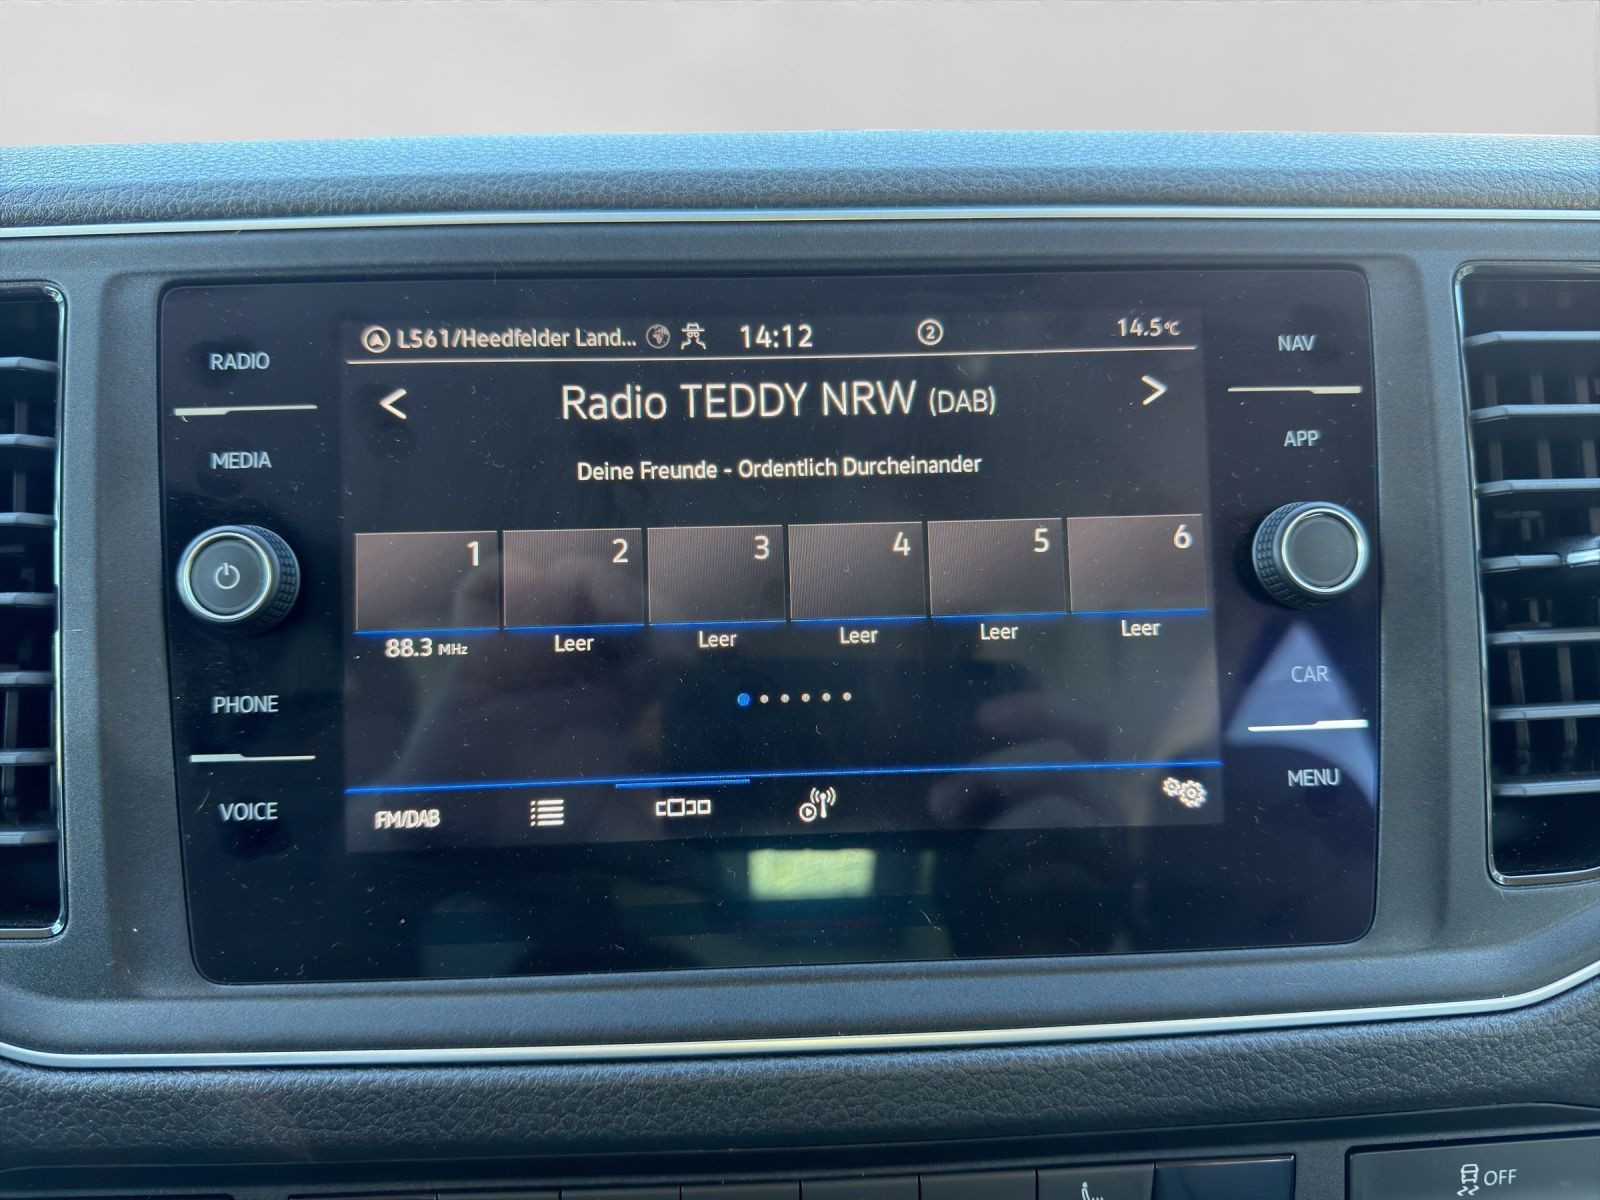 L561/Heedfelder Land... 14:12 2 14.5°C
RADIO
MEDIA
PHONE
VOICE
< Radio TEDDY NRW (DAB) >
Deine Freunde - Ordentlich Durcheinander
1 2 3 4 5 6
88.3 MHz Leer Leer Leer Leer Leer
FM/DAB
NAV
APP
CAR
MENU
OFF